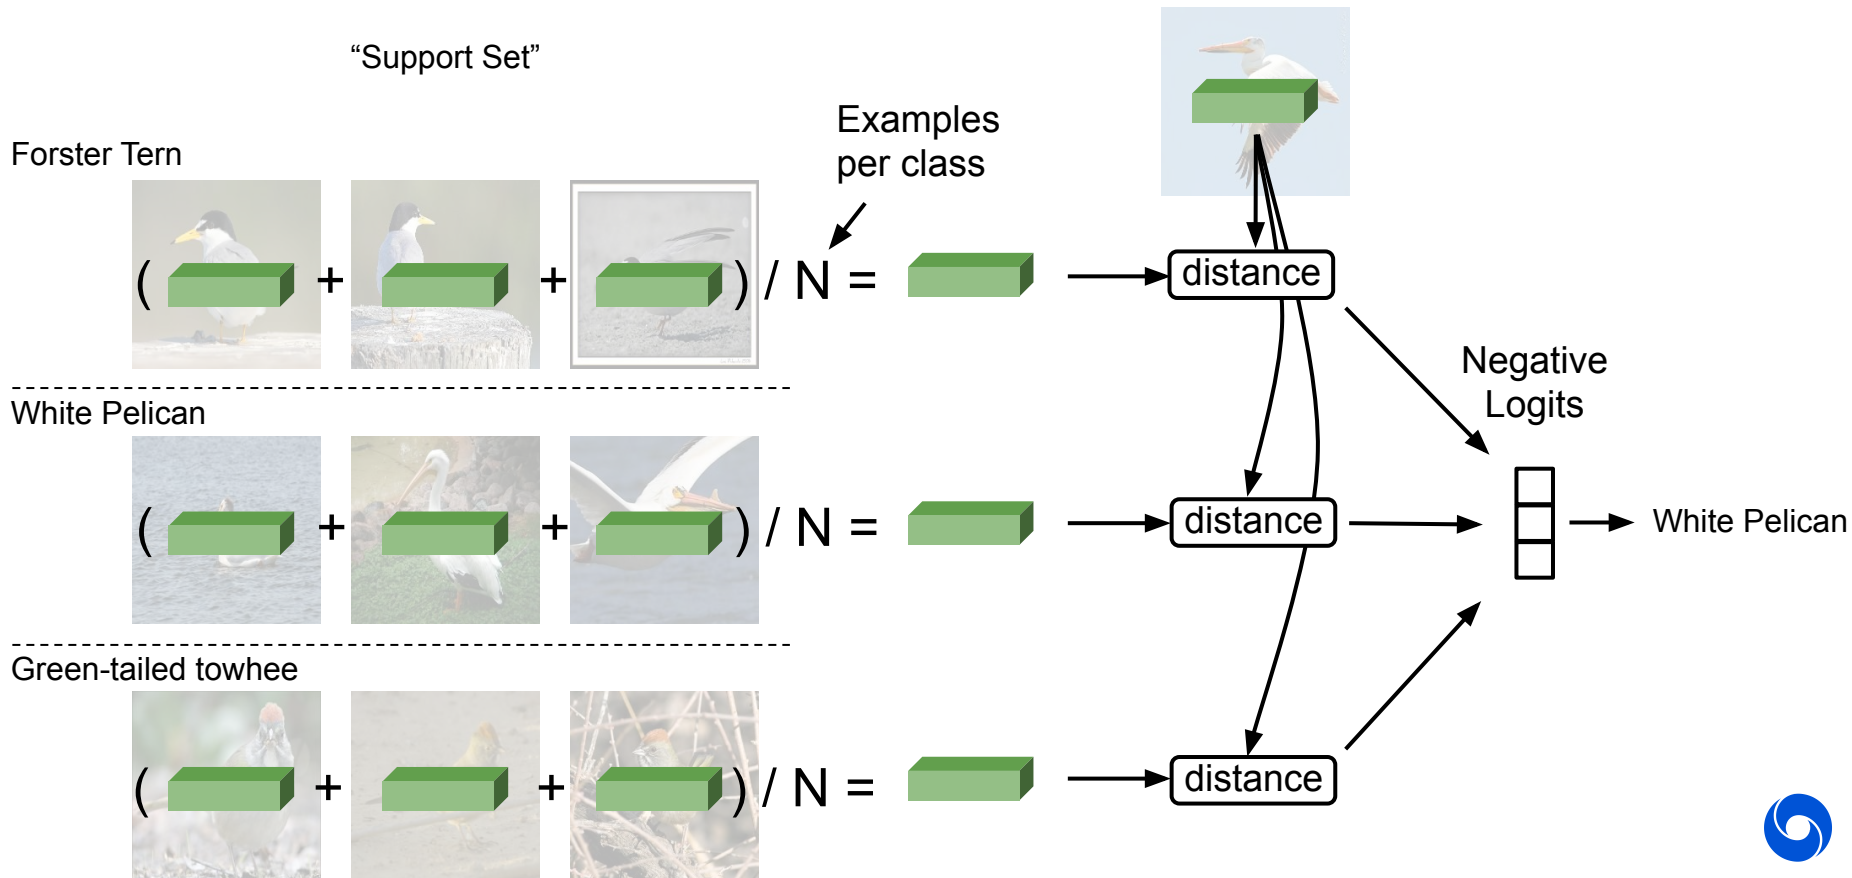 “Support Set”
Examples
per class
Forster Tern
( + + ) / N =
distance
Negative
Logits
White Pelican
( + + ) / N =
distance
White Pelican
Green-tailed towhee
( + + ) / N =
distance